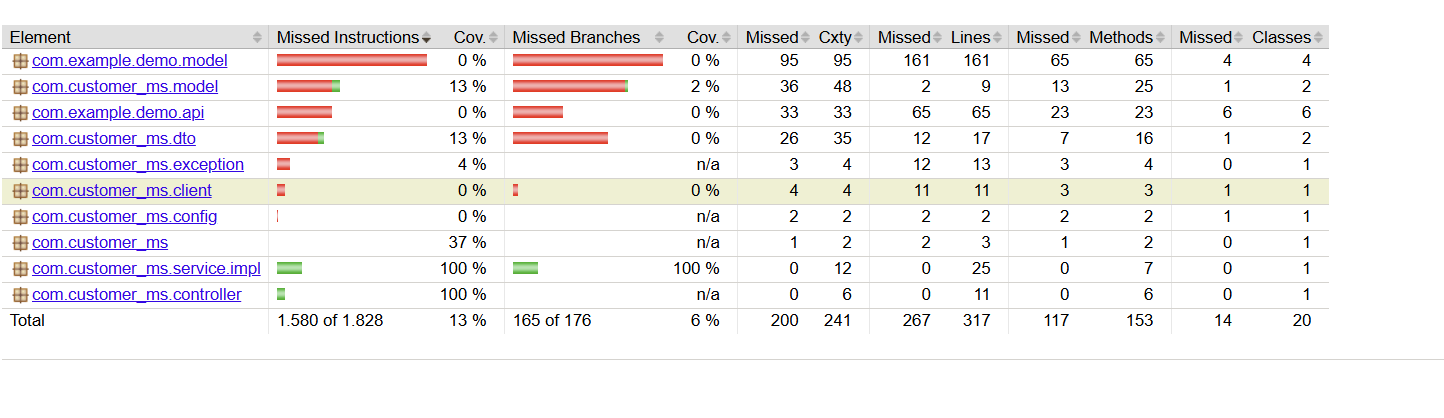 Element Missed Instructions Cov. Missed Branches Cov. Missed Cxty Missed Lines Missed Methods Missed Classes
com.example.demo.model 0 % 0 % 95 95 161 161 65 65 4 4
com.customer_ms.model 13 % 2 % 36 48 2 9 13 25 1 2
com.example.demo.api 0 % 0 % 33 33 65 65 23 23 6 6
com.customer_ms.dto 13 % 0 % 26 35 12 17 7 16 1 2
com.customer_ms.exception 4 % n/a 3 4 12 13 3 4 0 1
com.customer_ms.client 0 % 0 % 4 4 11 11 3 3 1 1
com.customer_ms.config 0 % n/a 2 2 2 2 2 2 1 1
com.customer_ms 37 % n/a 1 2 2 3 1 2 0 1
com.customer_ms.service.impl 100 % 100 % 0 12 0 25 0 7 0 1
com.customer_ms.controller 100 % n/a 0 6 0 11 0 6 0 1
Total 1.580 of 1.828 13 % 165 of 176 6 % 200 241 267 317 117 153 14 20